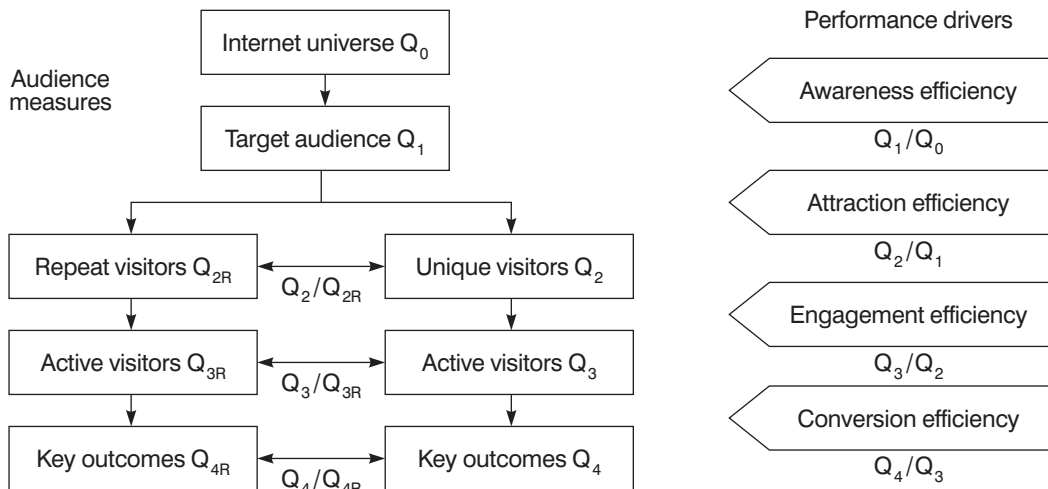 Internet universe Q0
Audience
measures
Target audience Q1
Repeat visitors Q2R
Q2/Q2R
Unique visitors Q2
Active visitors Q3R
Q3/Q3R
Active visitors Q3
Key outcomes Q4R
Q4/Q4R
Key outcomes Q4
Performance drivers
Awareness efficiency
Q1/Q0
Attraction efficiency
Q2/Q1
Engagement efficiency
Q3/Q2
Conversion efficiency
Q4/Q3